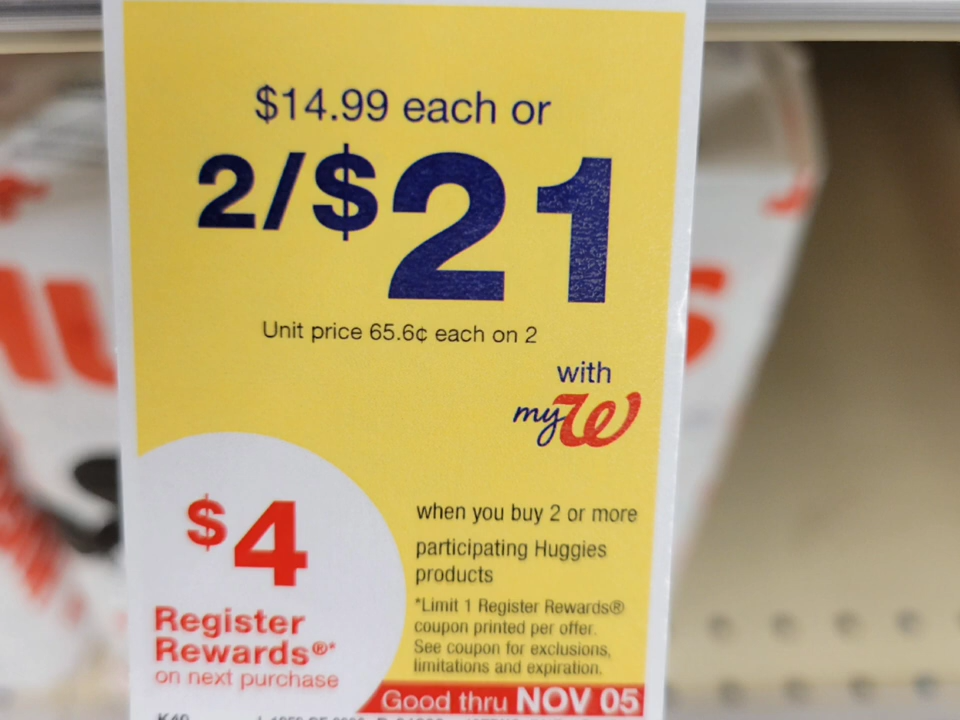 $14.99 each or
2/$21
Unit price 65.6¢ each on 2
with
myW
$4
Register
Rewards®*
on next purchase
when you buy 2 or more
participating Huggies
products
*Limit 1 Register Rewards®
coupon printed per offer.
See coupon for exclusions,
limitations and expiration.
Good thru NOV 05